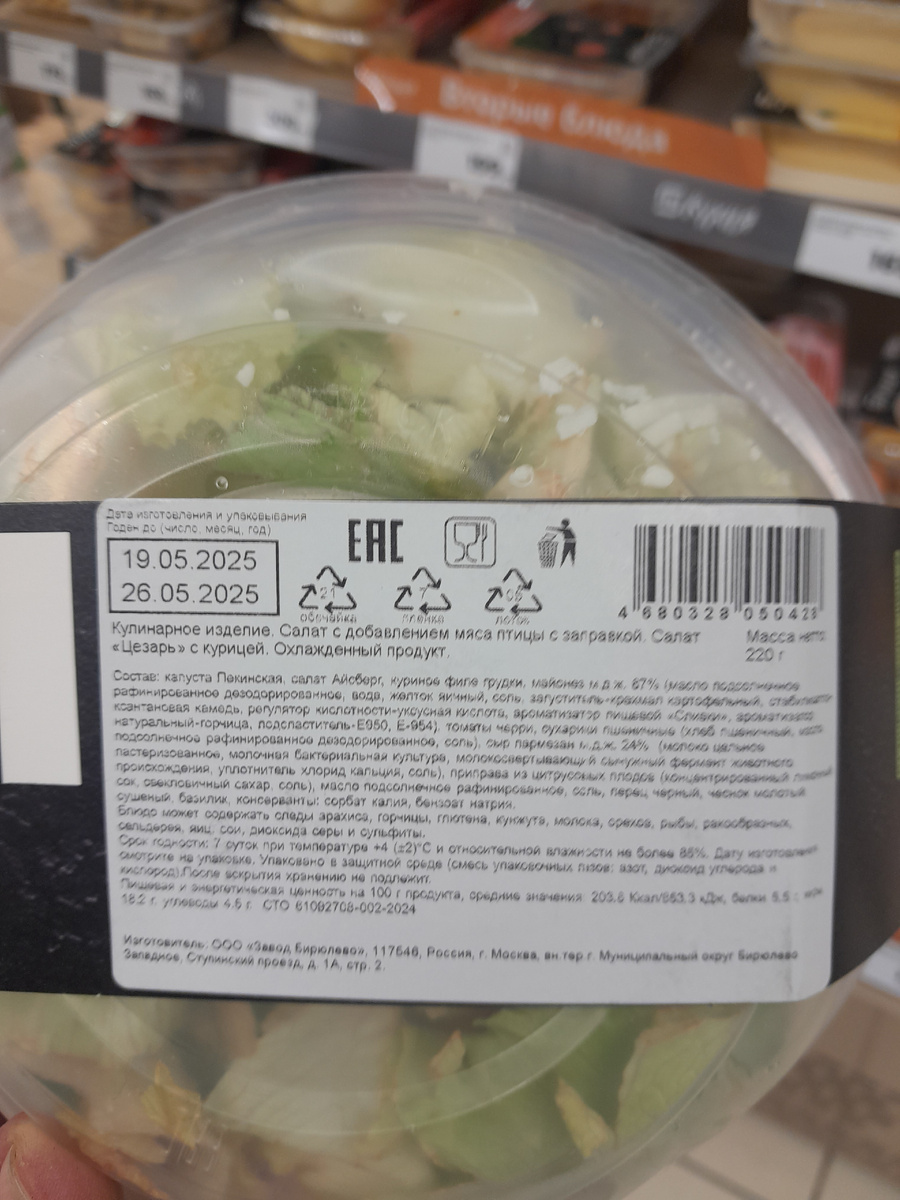 Вторые блюда
Дата изготовления и упаковывания
Годен до (число, месяц, год)
19.05.2025
26.05.2025
EAC
21
обечайка
7
плёнка
05
лоток
4 680328 050428
Кулинарное изделие. Салат с добавлением мяса птицы с заправкой. Салат
«Цезарь» с курицей. Охлажденный продукт.
Масса нетто:
220 г
Состав: капуста Пекинская, салат Айсберг, куриное филе грудки, майонез м.д.ж. 67% (масло подсолнечное
рафинированное дезодорированное, вода, желток яичный, соль, загуститель-крахмал картофельный,
ксантановая камедь, регулятор кислотности-уксусная кислота, ароматизатор пищевой «Сливки», ароматизатор
натуральный-горчица, подсластитель-Е950, Е-954), томаты черри, сухарики пшеничные (хлеб пшеничный,
подсолнечное рафинированное дезодорированное, соль), сыр пармезан м.д.ж. 24% (молоко цельное
пастеризованное, молочная бактериальная культура, молокосвертывающий сычужный фермент животного
происхождения, уплотнитель хлорид кальция, соль), приправа из цитрусовых плодов (концентрированный
сок, свекловичный сахар, соль), масло подсолнечное рафинированное, соль, перец черный, чеснок молотый
сушеный, базилик, консерванты: сорбат калия, бензоат натрия.
Блюдо может содержать следы арахиса, горчицы, глютена, кунжута, молока, орехов, рыбы, ракообразных,
сельдерея, яиц, сои, диоксида серы и сульфиты.
Срок годности: 7 суток при температуре +4 (±2)°С и относительной влажности не более 85%. Дату изготовления
смотрите на упаковке. Упаковано в защитной среде (смесь упаковочных газов: азот, диоксид углерода и
кислород).После вскрытия хранению не подлежит.
Пищевая и энергетическая ценность на 100 г продукта, средние значения: 203.6 Ккал/853.3 кДж, белки 5.5 г,
18.2 г, углеводы 4.6 г. СТО 61092708-002-2024
Изготовитель: ООО «Завод Бирюлево», 117546, Россия, г. Москва, вн.тер г. Муниципальный округ Бирюлево
Западное, Ступинский проезд, д. 1А, стр. 2.